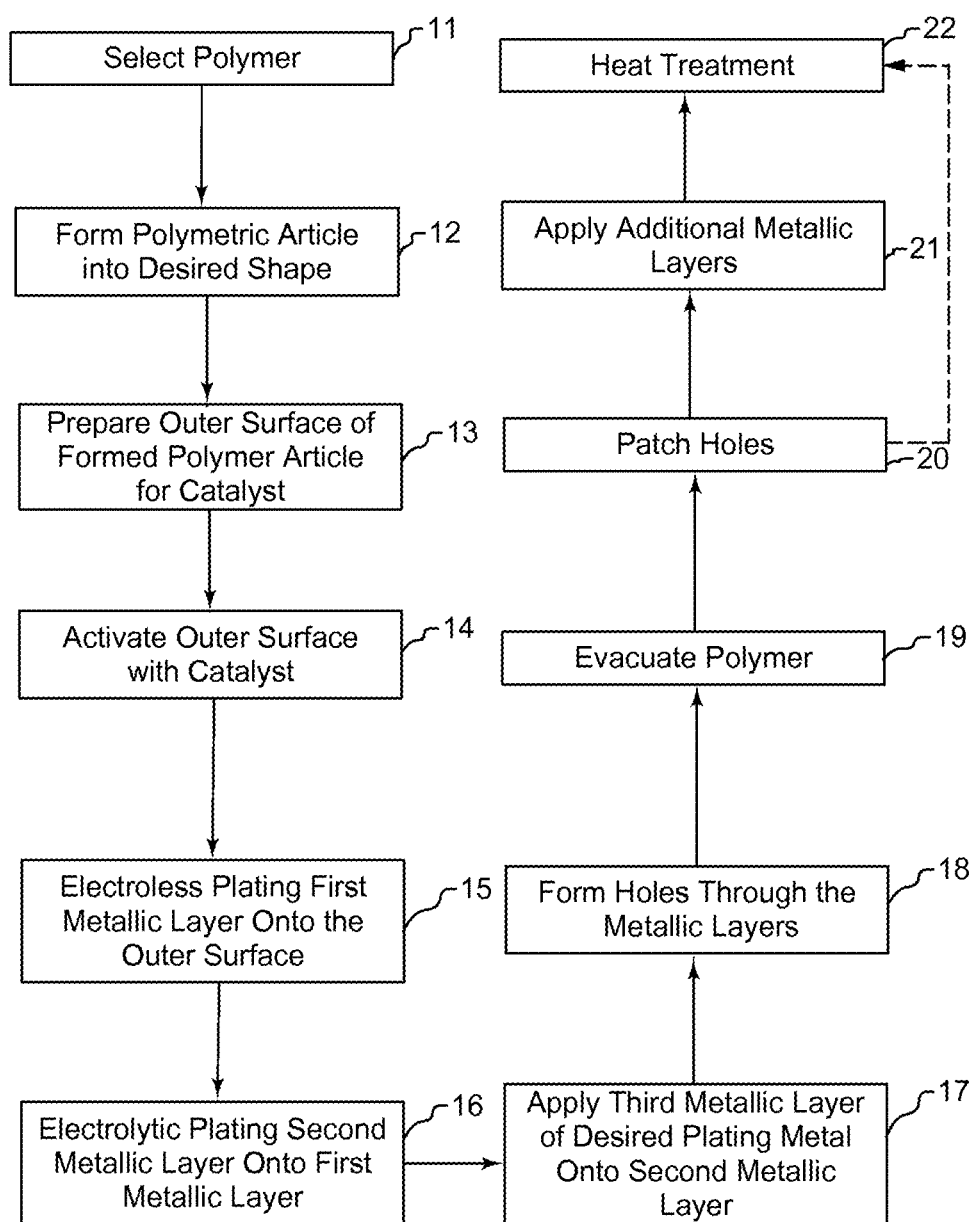 11
Select Polymer
12
Form Polymetric Article
into Desired Shape
13
Prepare Outer Surface of
Formed Polymer Article
for Catalyst
14
Activate Outer Surface
with Catalyst
15
Electroless Plating First
Metallic Layer Onto the
Outer Surface
16
Electrolytic Plating Second
Metallic Layer Onto First
Metallic Layer
17
Apply Third Metallic Layer
of Desired Plating Metal
Onto Second Metallic
Layer
18
Form Holes Through the
Metallic Layers
19
Evacuate Polymer
20
Patch Holes
21
Apply Additional Metallic
Layers
22
Heat Treatment